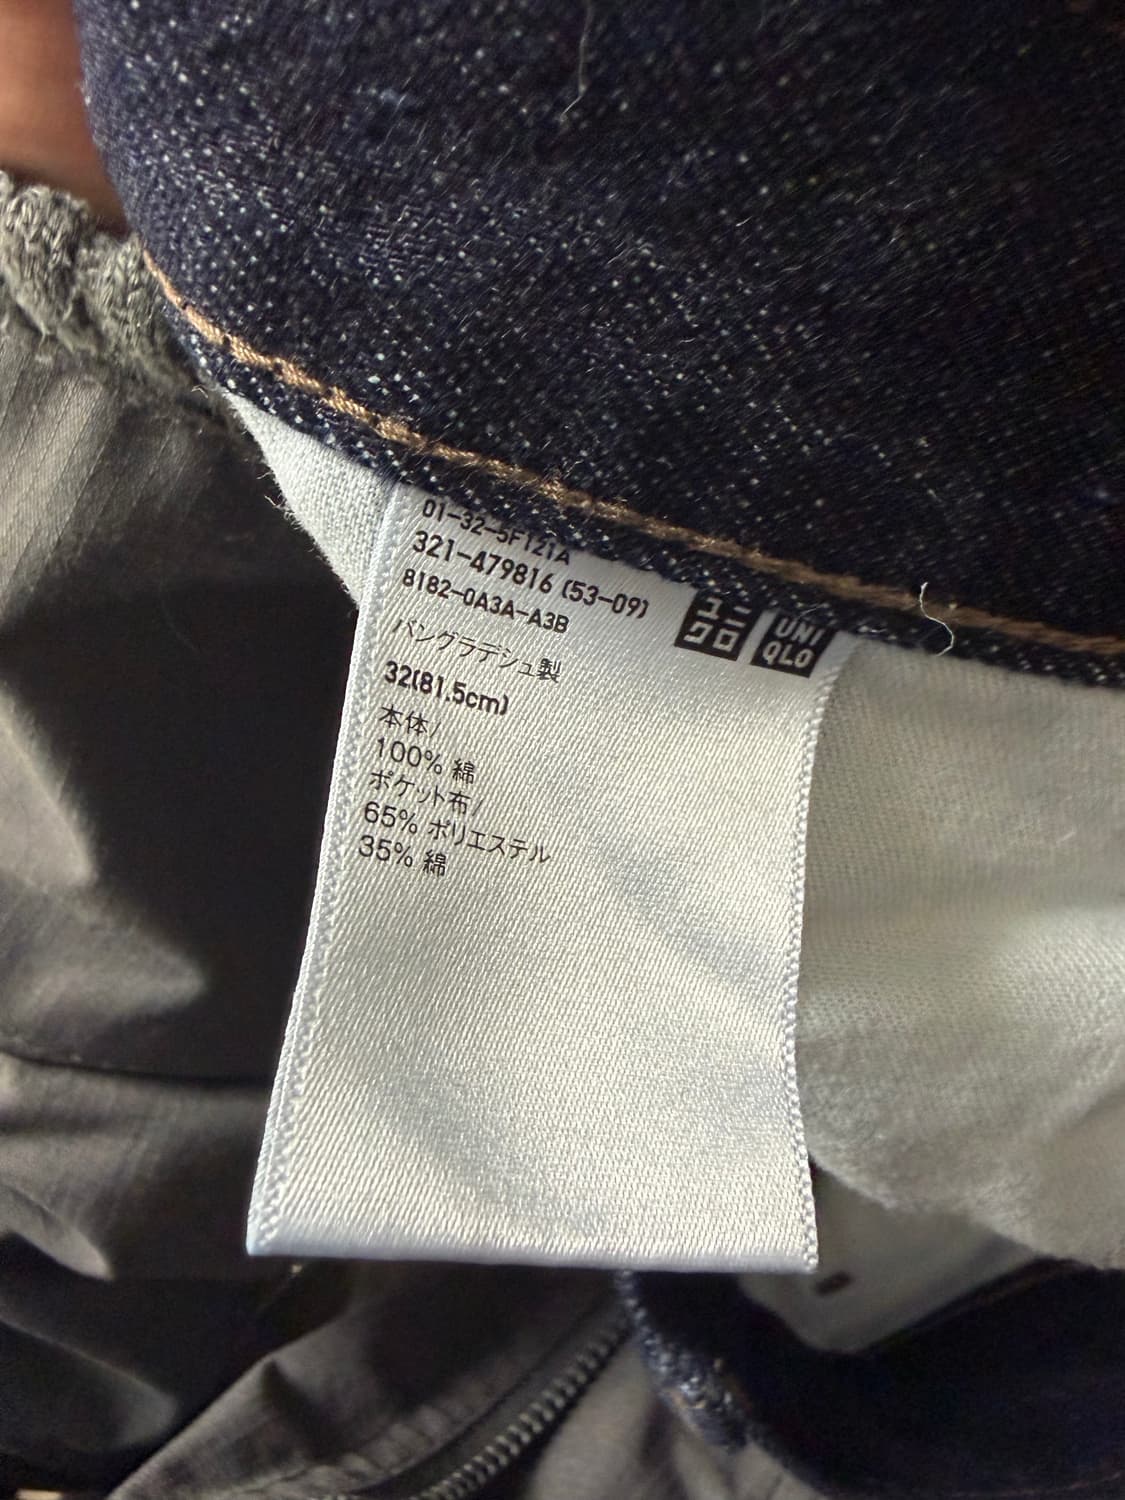 01-32-5F121A
321-479816 (53-09)
8182-0A3A-A3B
バングラデシュ製
32(81.5cm)
本体/
100% 綿
ポケット布/
65% ポリエステル
35% 綿
ユニ
クロ
UNI
QLO